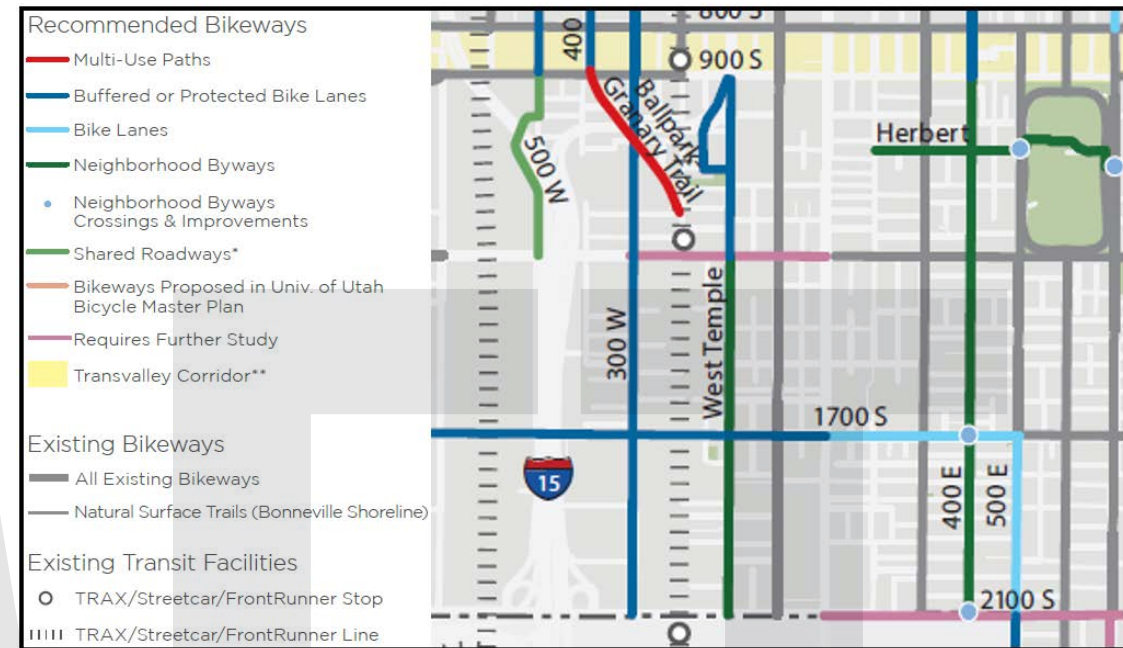 Recommended Bikeways
Multi-Use Paths
Buffered or Protected Bike Lanes
Bike Lanes
Neighborhood Byways
Neighborhood Byways
Crossings & Improvements
Shared Roadways*
Bikeways Proposed in Univ. of Utah
Bicycle Master Plan
Requires Further Study
Transvalley Corridor**
Existing Bikeways
All Existing Bikeways
Natural Surface Trails (Bonneville Shoreline)
Existing Transit Facilities
TRAX/Streetcar/FrontRunner Stop
TRAX/Streetcar/FrontRunner Line
800 S
400
900 S
Ballpark
Granary Trail
500 W
Herbert
300 W
West Temple
1700 S
15
400 E
500 E
2100 S